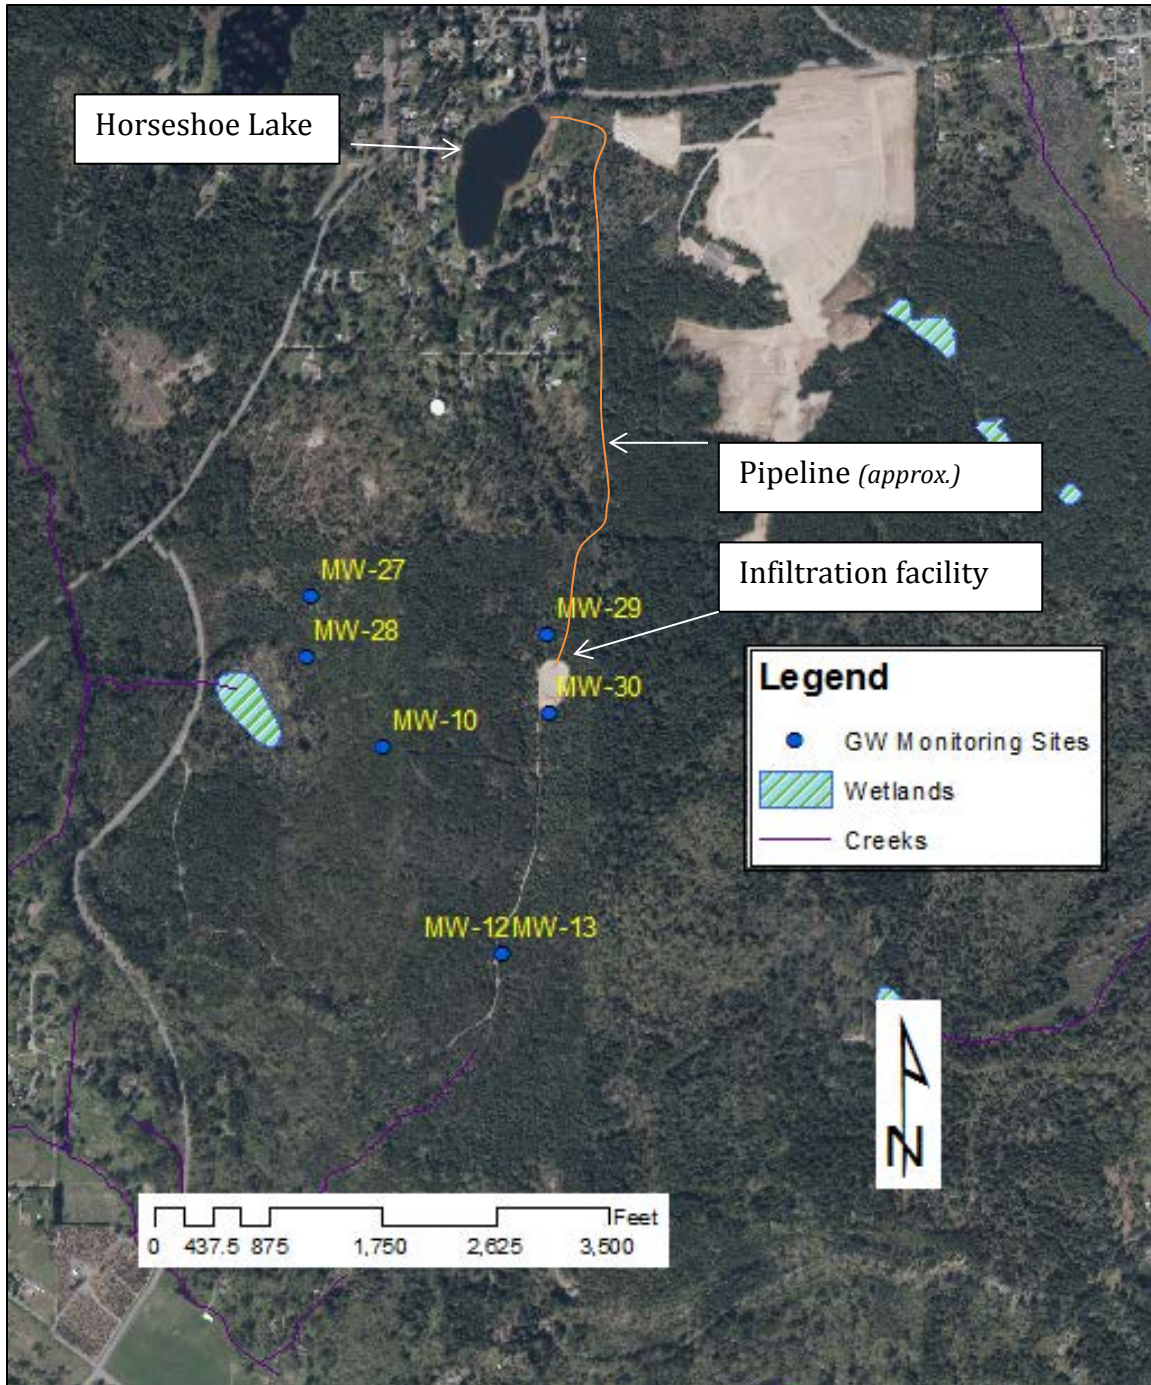 Horseshoe Lake
Pipeline (approx.)
Infiltration facility
MW-27
MW-29
MW-28
MW-30
MW-10
Legend
GW Monitoring Sites
Wetlands
Creeks
MW-12MW-13
N
Feet
0 437.5 875 1,750 2,625 3,500